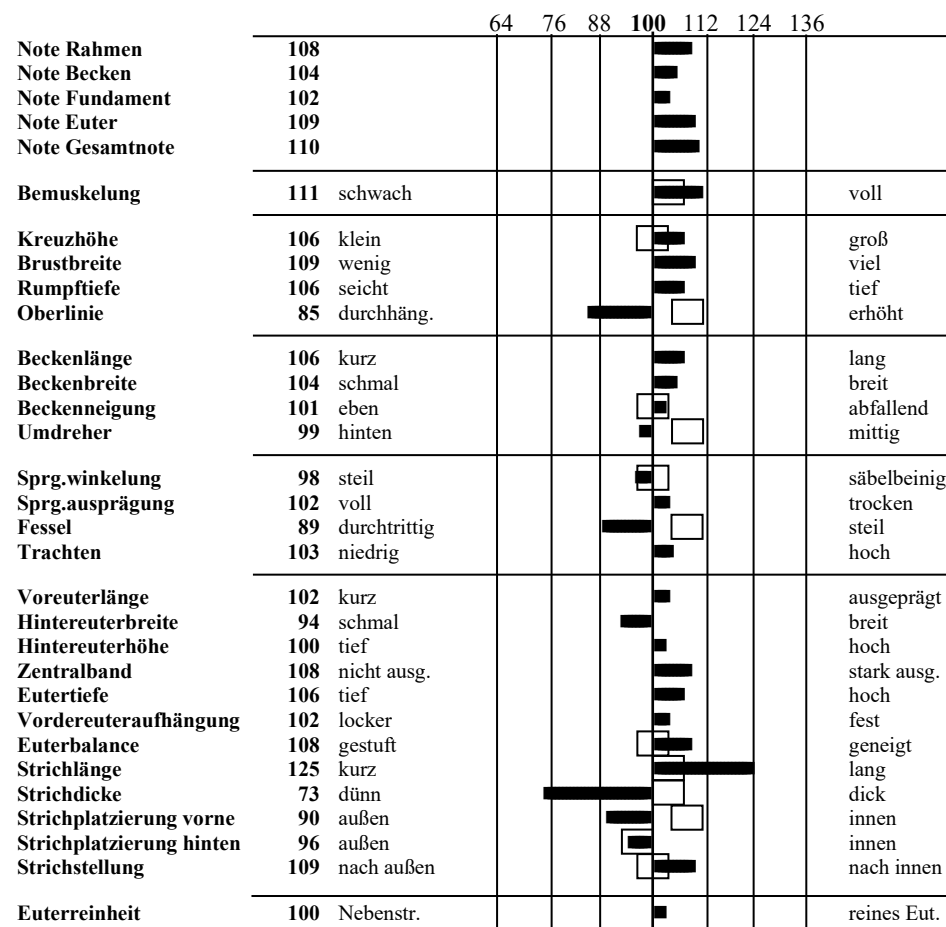 64 76 88 100 112 124 136
Note Rahmen 108
Note Becken 104
Note Fundament 102
Note Euter 109
Note Gesamtnote 110
Bemuskelung 111 schwach voll
Kreuzhöhe 106 klein groß
Brustbreite 109 wenig viel
Rumpftiefe 106 seicht tief
Oberlinie 85 durchhäng. erhöht
Beckenlänge 106 kurz lang
Beckenbreite 104 schmal breit
Beckenneigung 101 eben abfallend
Umdreher 99 hinten mittig
Sprg.winkelung 98 steil säbelbeinig
Sprg.ausprägung 102 voll trocken
Fessel 89 durchtrittig steil
Trachten 103 niedrig hoch
Voreuterlänge 102 kurz ausgeprägt
Hintereuterbreite 94 schmal breit
Hintereuterhöhe 100 tief hoch
Zentralband 108 nicht ausg. stark ausg.
Eutertiefe 106 tief hoch
Vordereuteraufhängung 102 locker fest
Euterbalance 108 gestuft geneigt
Strichlänge 125 kurz lang
Strichdicke 73 dünn dick
Strichplatzierung vorne 90 außen innen
Strichplatzierung hinten 96 außen innen
Strichstellung 109 nach außen nach innen
Euterreinheit 100 Nebenstr. reines Eut.